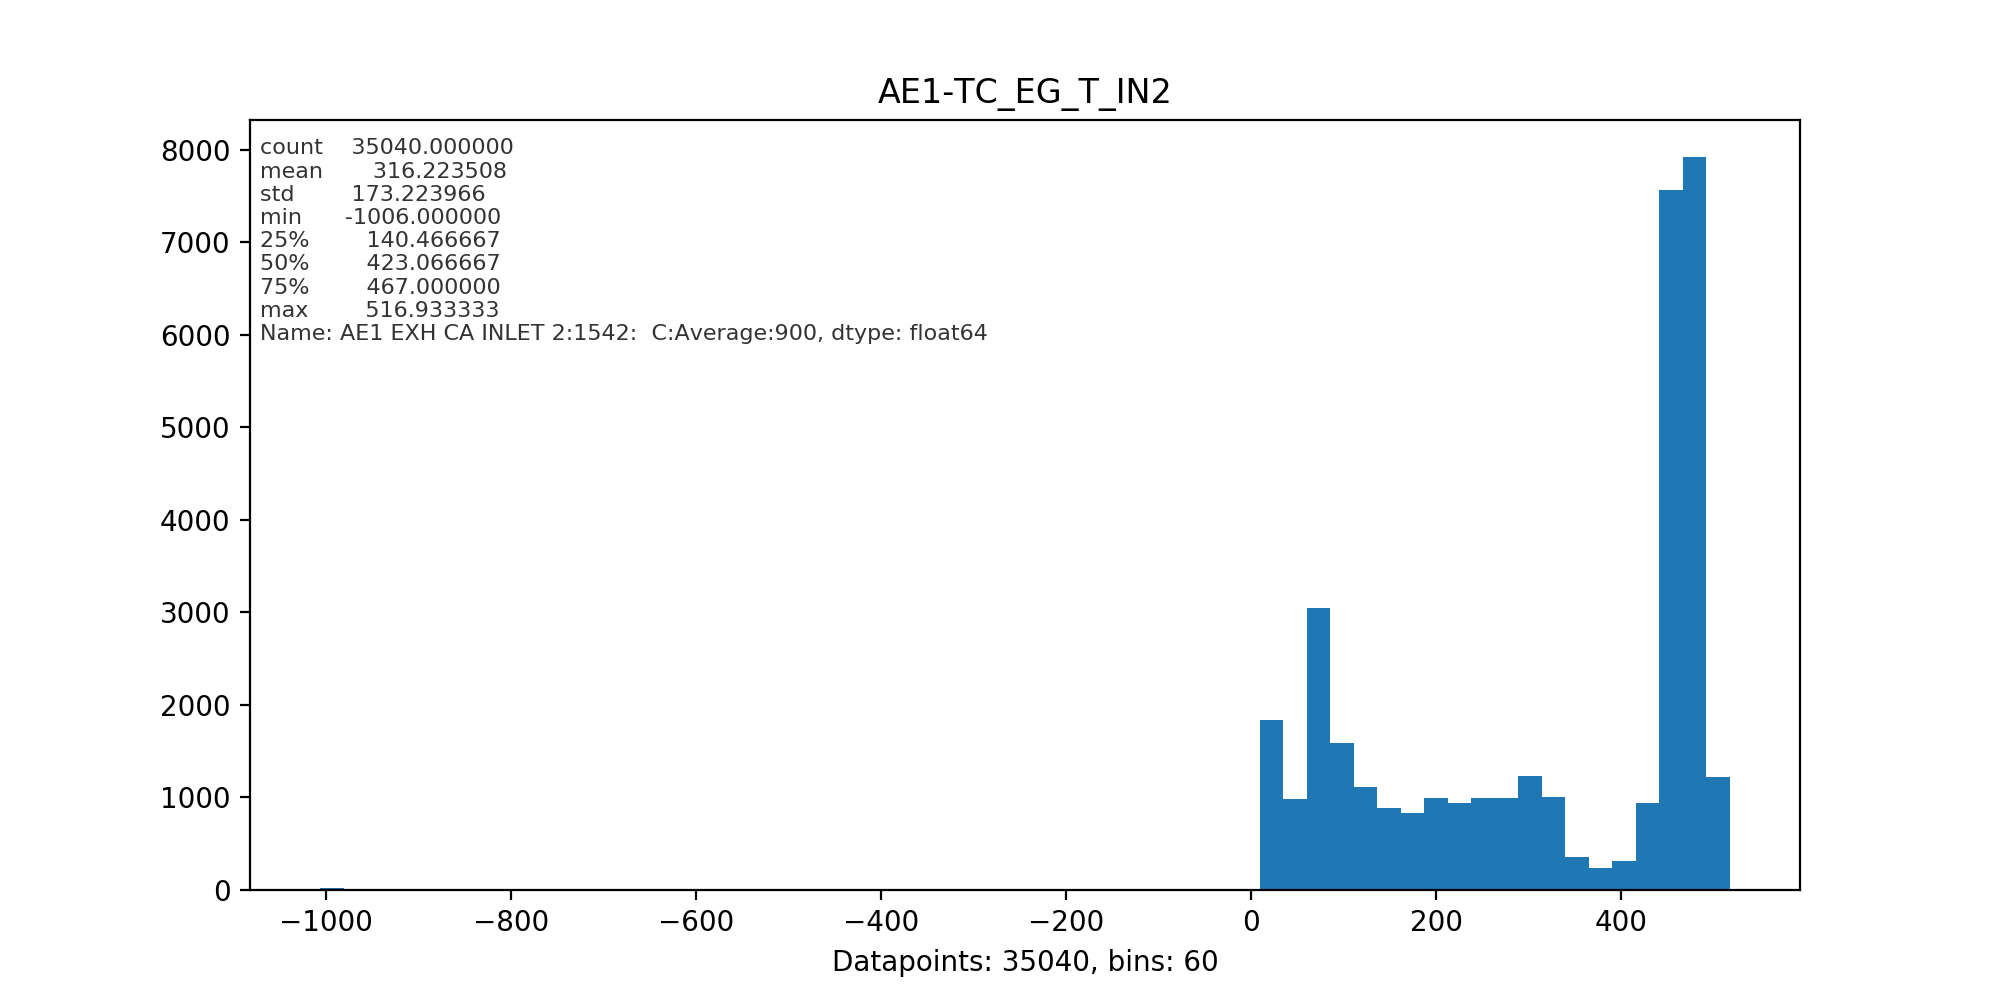 AE1-TC_EG_T_IN2
8000
7000
6000
5000
4000
3000
2000
1000
0
count 35040.000000
mean 316.223508
std 173.223966
min -1006.000000
25% 140.466667
50% 423.066667
75% 467.000000
max 516.933333
Name: AE1 EXH CA INLET 2:1542:  C:Average:900, dtype: float64
−1000 −800 −600 −400 −200 0 200 400
Datapoints: 35040, bins: 60